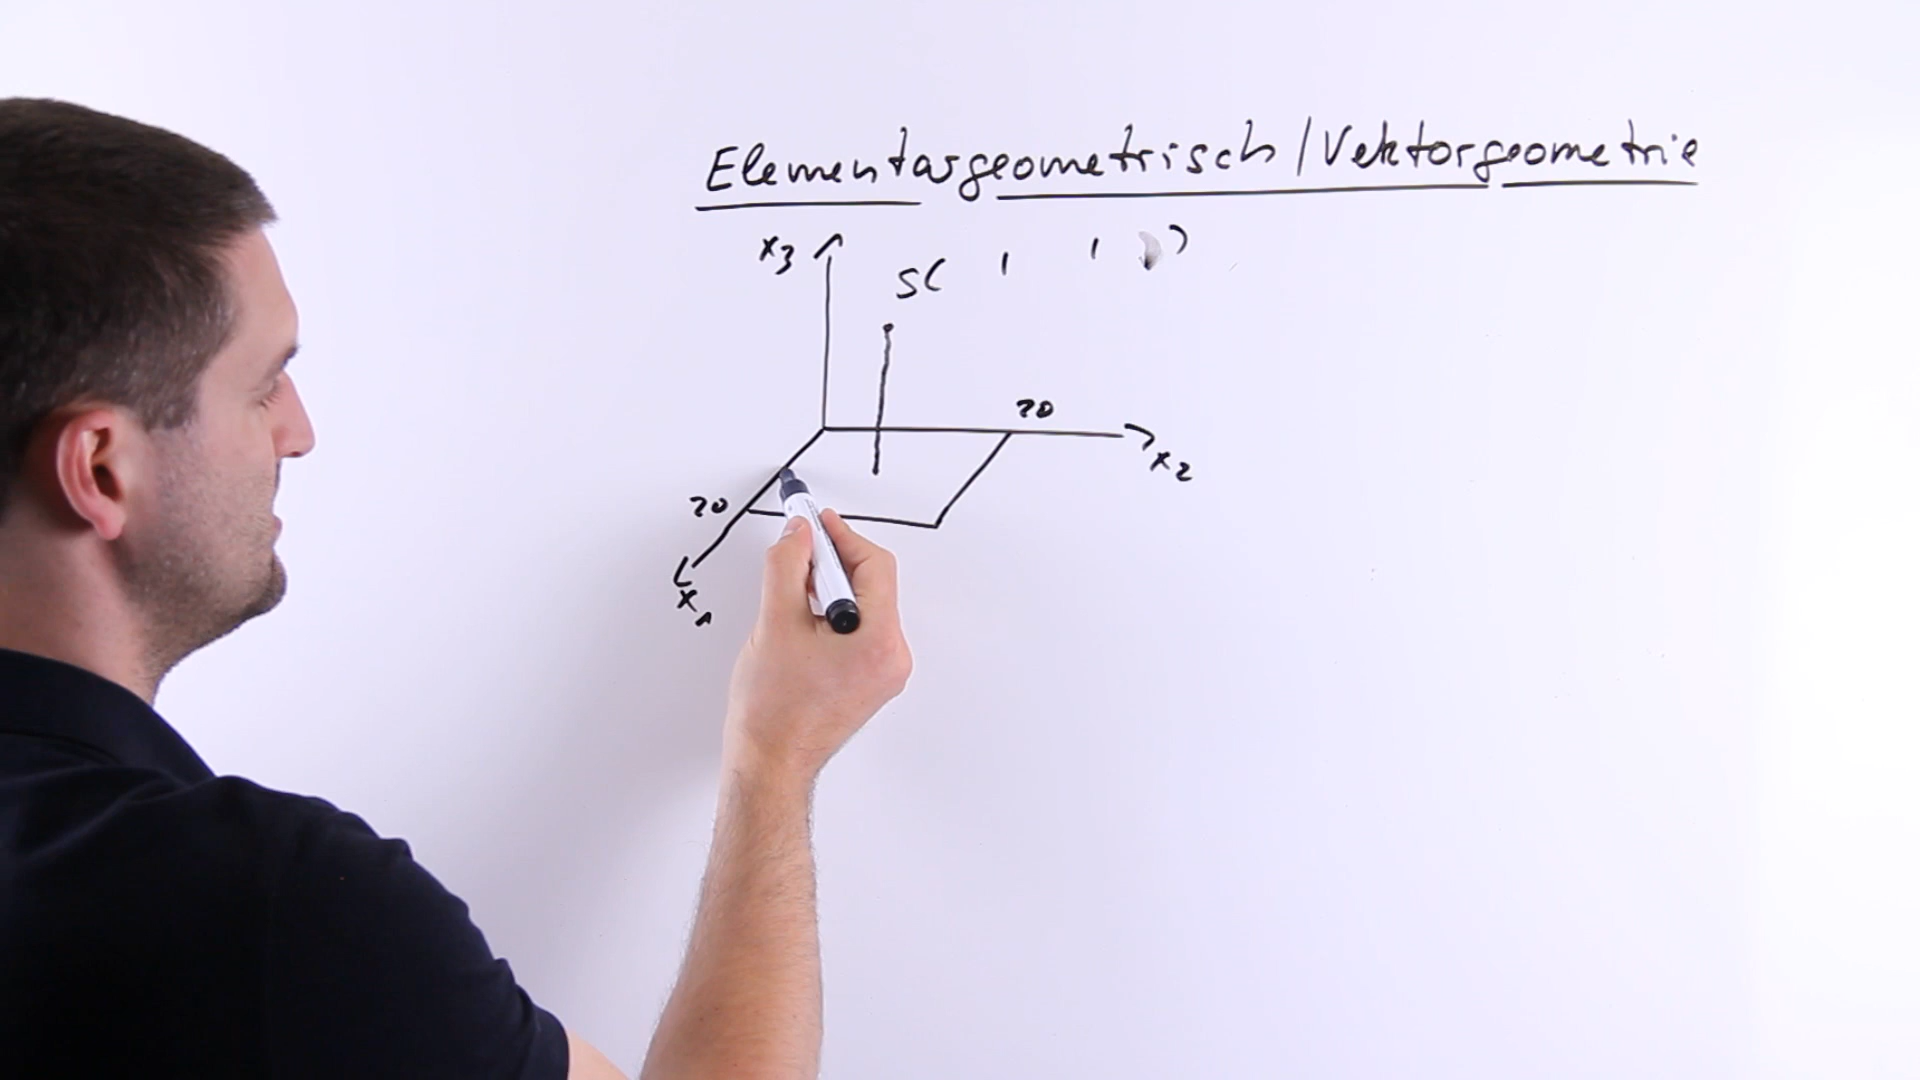 Elementargeometrisch / Vektorgeometrie
x3
S( , , )
20
x2
20
x1